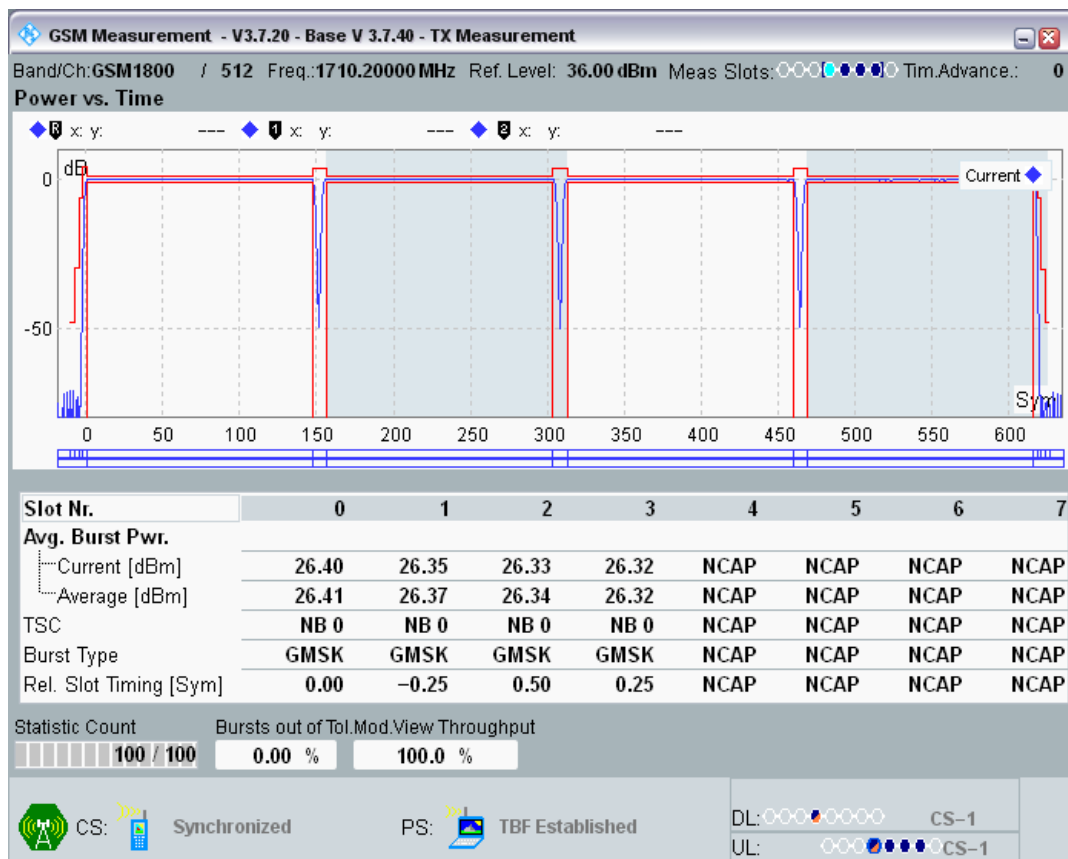 GSM Measurement - V3.7.20 - Base V 3.7.40 - TX Measurement
Band/Ch:GSM1800 / 512 Freq.:1710.20000 MHz Ref. Level: 36.00 dBm Meas Slots: Tim.Advance.: 0
Power vs. Time
R x: y: --- 1 x: y: --- 2 x: y: ---
dB
Current
0
-50
Sym
0 50 100 150 200 250 300 350 400 450 500 550 600
Slot Nr. 0 1 2 3 4 5 6 7
Avg. Burst Pwr.
Current [dBm] 26.40 26.35 26.33 26.32 NCAP NCAP NCAP NCAP
Average [dBm] 26.41 26.37 26.34 26.32 NCAP NCAP NCAP NCAP
TSC NB 0 NB 0 NB 0 NB 0 NCAP NCAP NCAP NCAP
Burst Type GMSK GMSK GMSK GMSK NCAP NCAP NCAP NCAP
Rel. Slot Timing [Sym] 0.00 −0.25 0.50 0.25 NCAP NCAP NCAP NCAP
Statistic Count Bursts out of Tol.Mod.View Throughput
100 / 100 0.00 % 100.0 %
CS: Synchronized PS: TBF Established
DL: CS−1
UL: CS−1